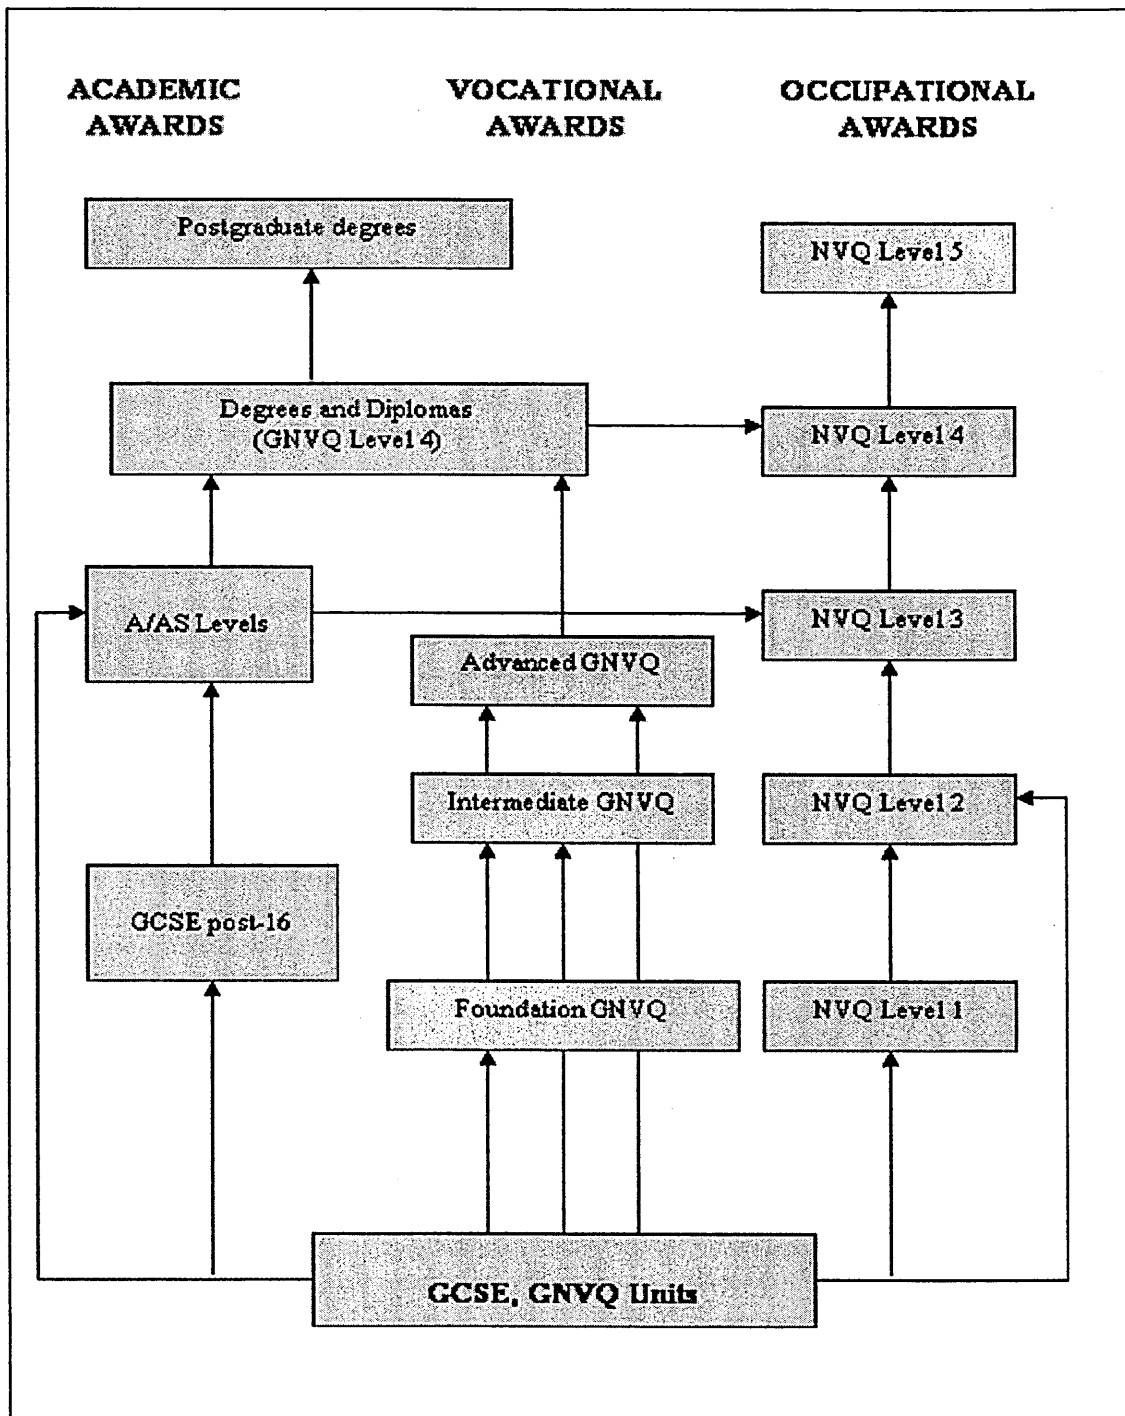 ACADEMIC
AWARDS
VOCATIONAL
AWARDS
OCCUPATIONAL
AWARDS
Postgraduate degrees
NVQ Level 5
Degrees and Diplomas
(GNVQ Level 4)
NVQ Level 4
A/AS Levels
NVQ Level 3
Advanced GNVQ
Intermediate GNVQ
NVQ Level 2
GCSE post-16
Foundation GNVQ
NVQ Level 1
GCSE, GNVQ Units